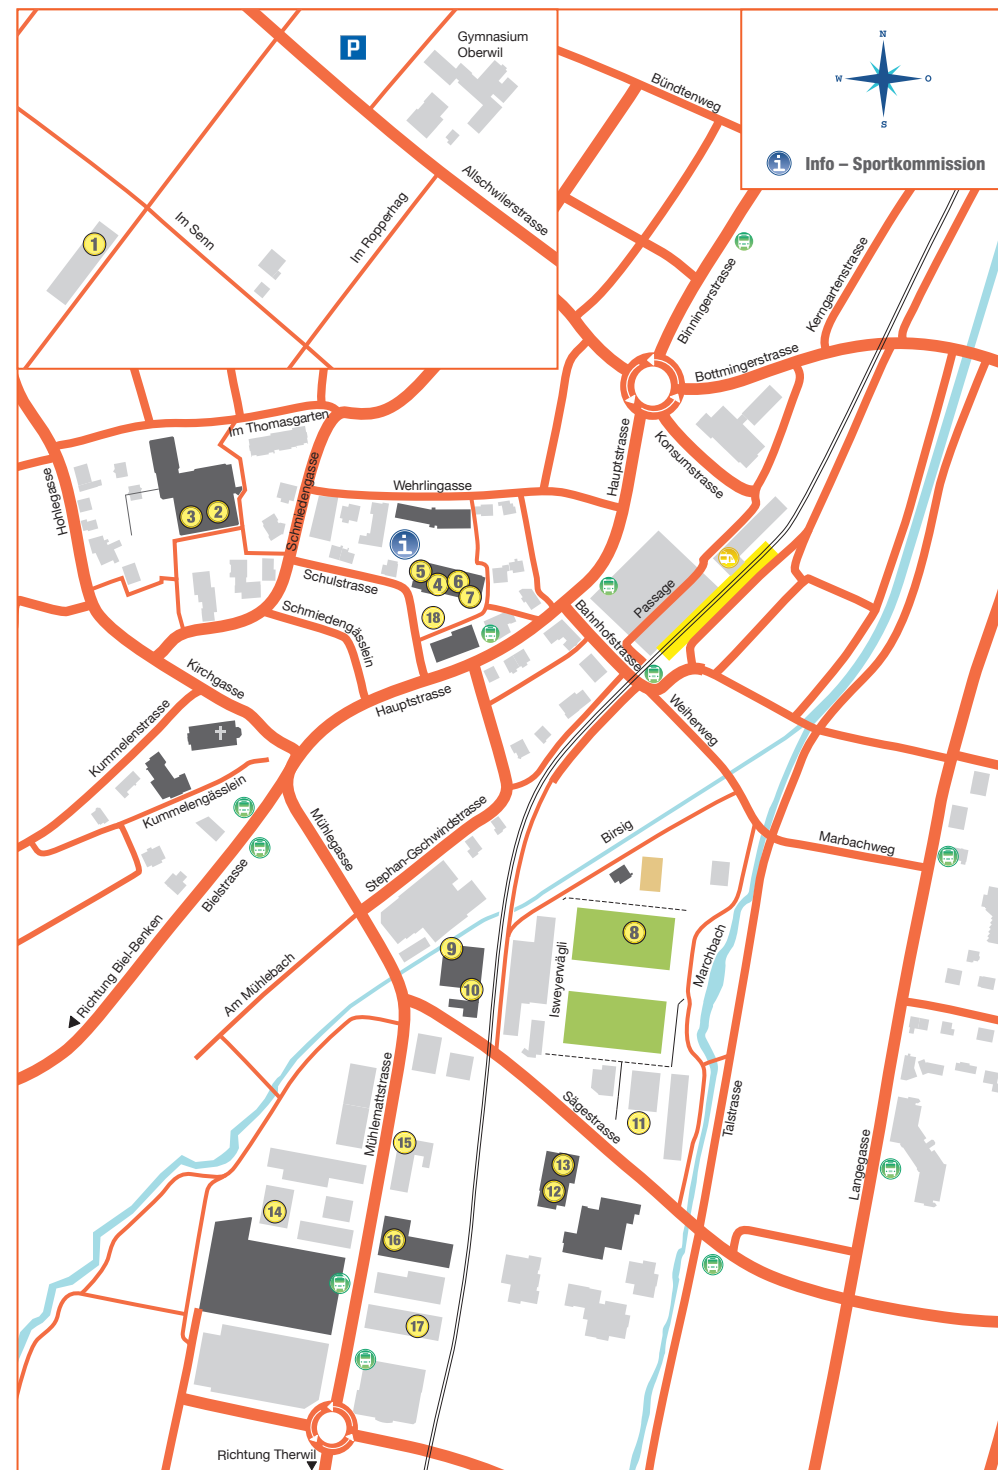 P
Gymnasium
Oberwil
Bündtenweg
N
W
O
S
i Info – Sportkommission
Allschwilerstrasse
Im Senn
Im Ropperhag
1
Binningerstrasse
Kerngartenstrasse
Bottmingerstrasse
Im Thomasgarten
Hohlegasse
Schmiedengasse
Wehrlingasse
Hauptstrasse
Konsumstrasse
3
2
i
5
4
6
7
18
Schulstrasse
Schmiedengässlein
Passage
Bahnhofstrasse
Kirchgasse
Hauptstrasse
Weiherweg
Kummelenstrasse
Kummelengässlein
Mühlegasse
Stephan-Gschwindstrasse
Birsig
Marbachweg
Bielstrasse
Richtung Biel-Benken
Am Mühlebach
9
10
8
Isweyerwägli
Marchbach
Mühlemattstrasse
Sägestrasse
Talstrasse
Langegasse
11
15
13
12
14
16
17
Richtung Therwil